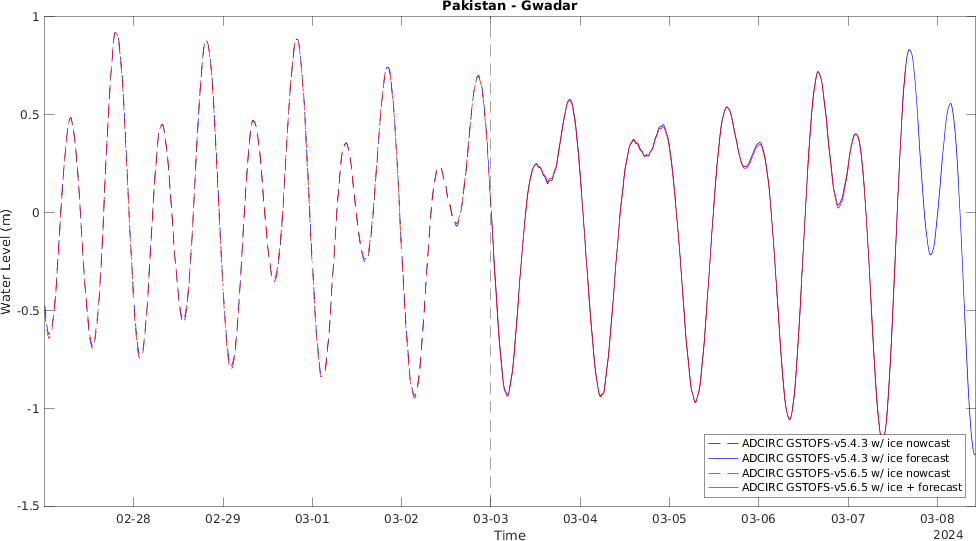 Pakistan - Gwadar
1
0.5
0
-0.5
-1
-1.5
Water Level (m)
ADCIRC GSTOFS-v5.4.3 w/ ice nowcast
ADCIRC GSTOFS-v5.4.3 w/ ice forecast
ADCIRC GSTOFS-v5.6.5 w/ ice nowcast
ADCIRC GSTOFS-v5.6.5 w/ ice + forecast
02-28 02-29 03-01 03-02 03-03 03-04 03-05 03-06 03-07 03-08
Time 2024